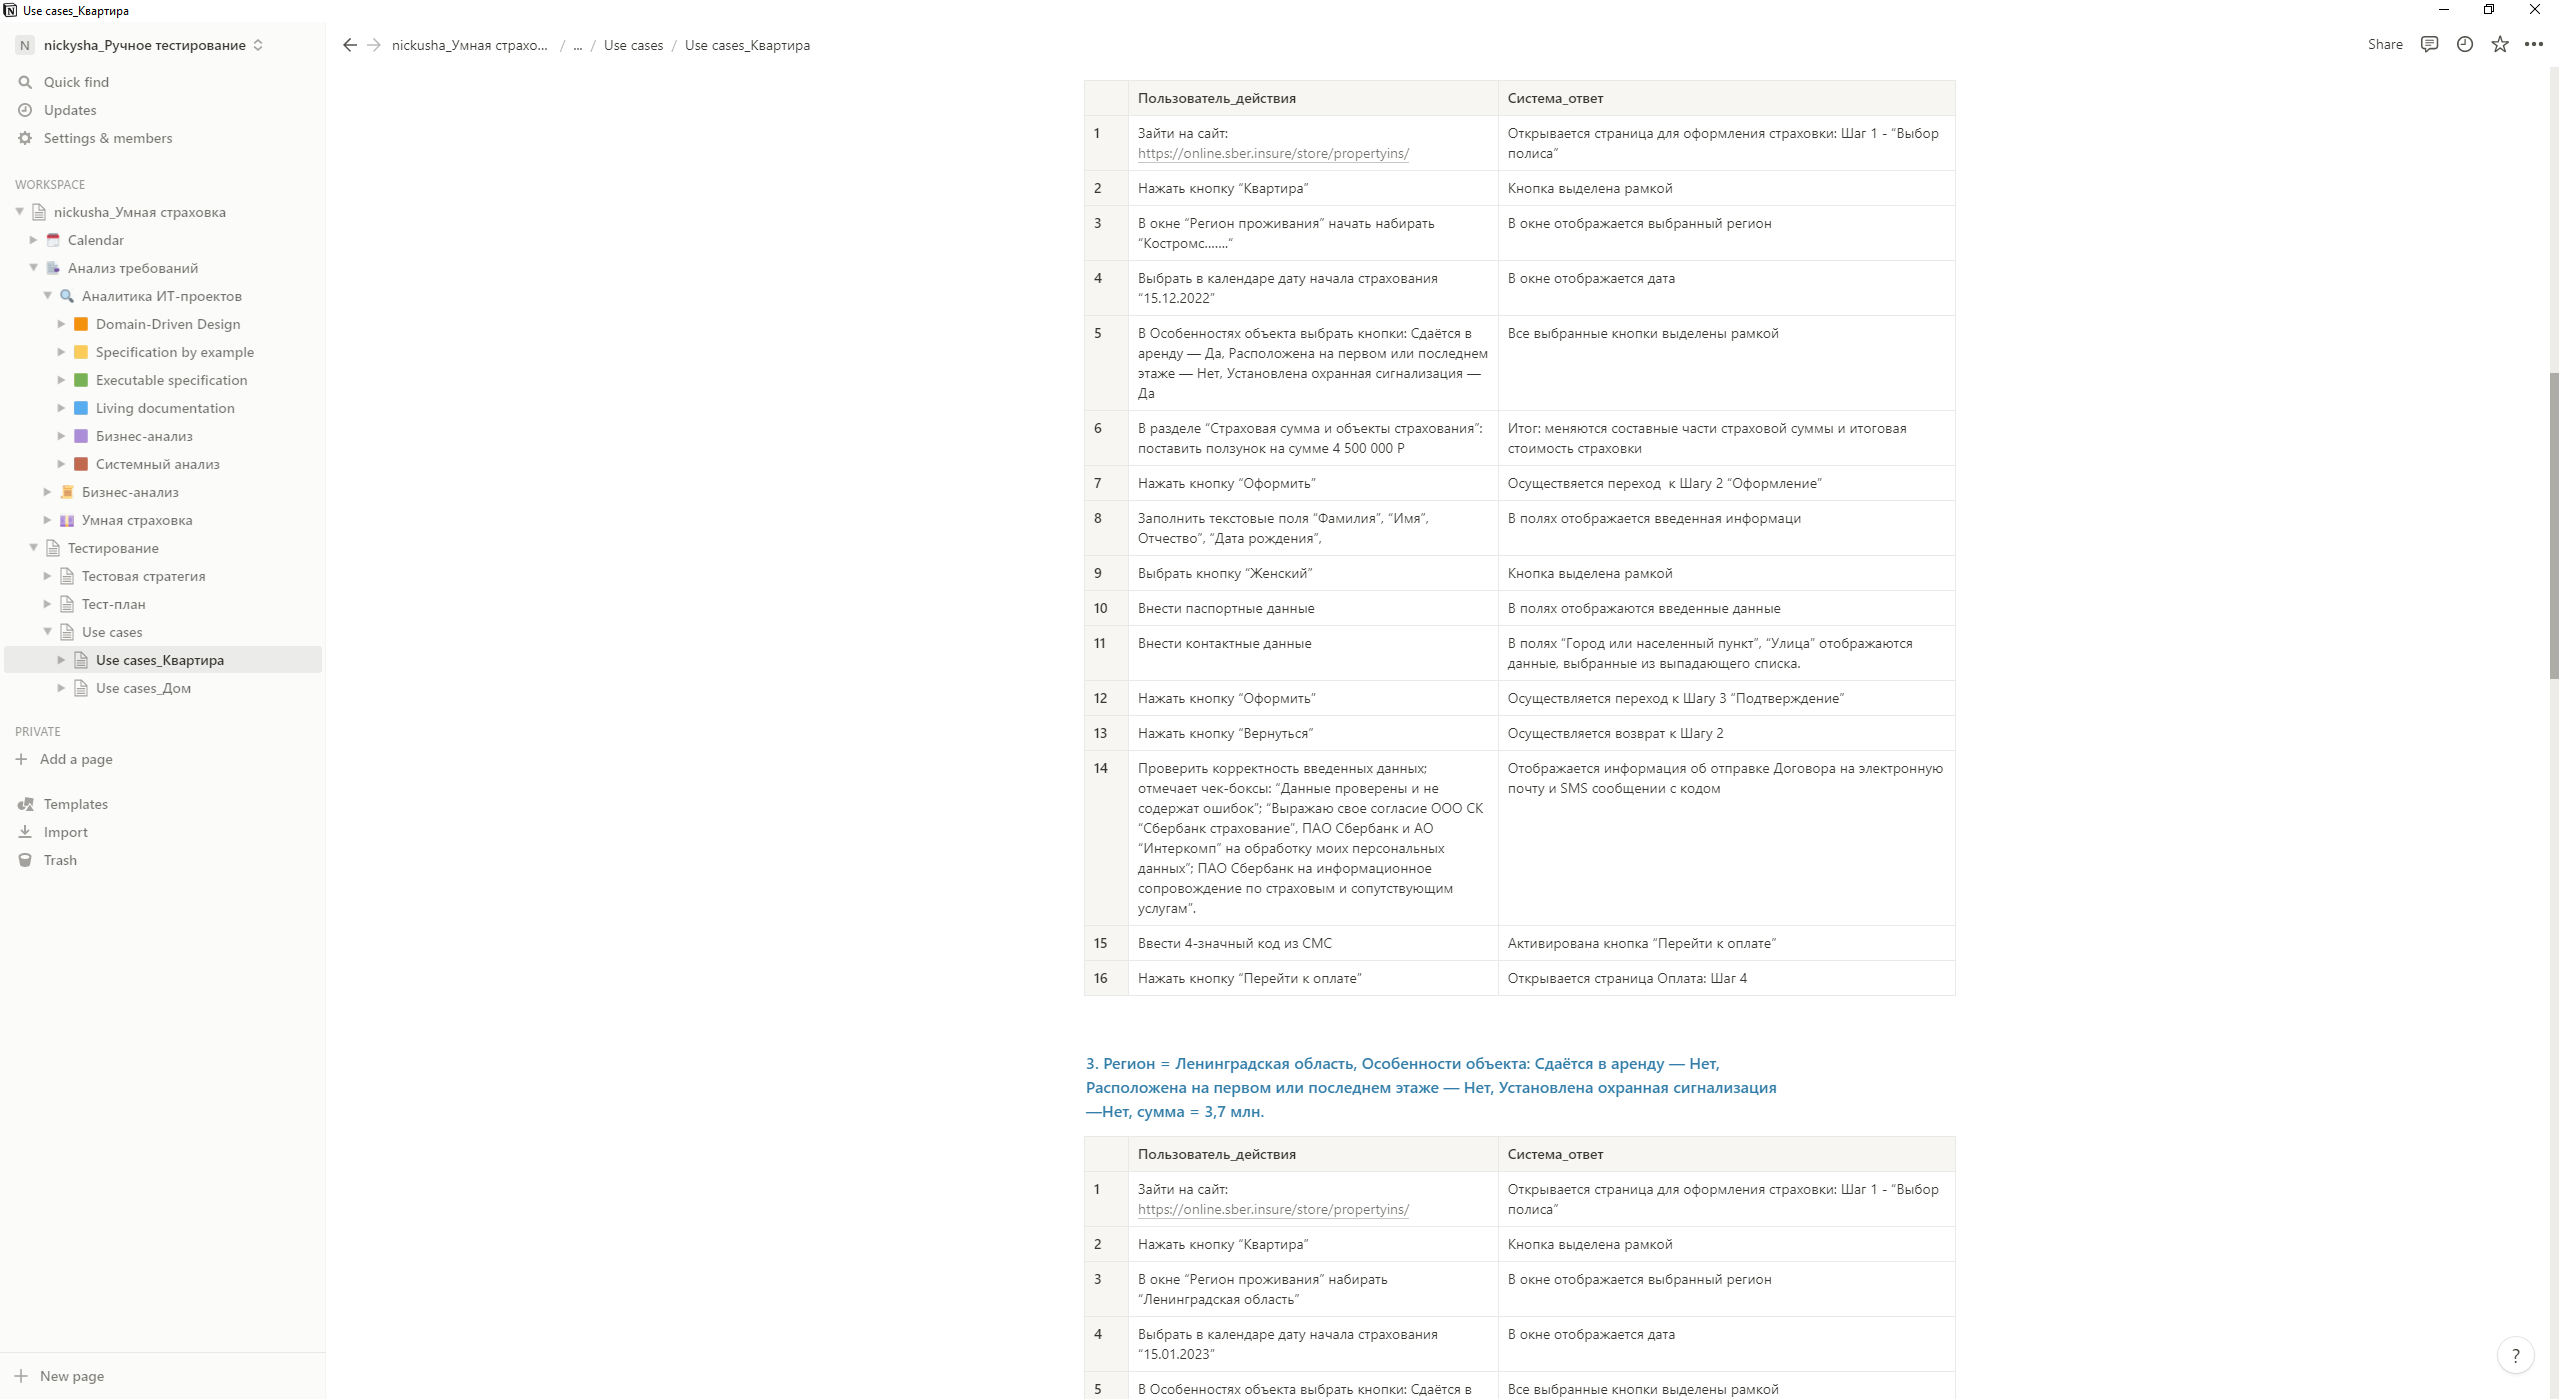 Use cases_Квартира
N nickysha_Ручное тестирование
Quick find
Updates
Settings & members
WORKSPACE
nickusha_Умная страховка
Calendar
Анализ требований
Аналитика ИТ-проектов
Domain-Driven Design
Specification by example
Executable specification
Living documentation
Бизнес-анализ
Системный анализ
Бизнес-анализ
Умная страховка
Тестирование
Тестовая стратегия
Тест-план
Use cases
Use cases_Квартира
Use cases_Дом
PRIVATE
Add a page
Templates
Import
Trash
New page
nickusha_Умная страхо... / ... / Use cases / Use cases_Квартира
Share
Пользователь_действия
Система_ответ
1
Зайти на сайт:
https://online.sber.insure/store/propertyins/
Открывается страница для оформления страховки: Шаг 1 - “Выбор
полиса”
2
Нажать кнопку “Квартира”
Кнопка выделена рамкой
3
В окне “Регион проживания” начать набирать
“Костромс.......“
В окне отображается выбранный регион
4
Выбрать в календаре дату начала страхования
“15.12.2022”
В окне отображается дата
5
В Особенностях объекта выбрать кнопки: Сдаётся в
аренду — Да, Расположена на первом или последнем
этаже — Нет, Установлена охранная сигнализация —
Да
Все выбранные кнопки выделены рамкой
6
В разделе “Страховая сумма и объекты страхования”:
поставить ползунок на сумме 4 500 000 Р
Итог: меняются составные части страховой суммы и итоговая
стоимость страховки
7
Нажать кнопку “Оформить”
Осуществяется переход  к Шагу 2 “Оформление”
8
Заполнить текстовые поля “Фамилия”, “Имя”,
Отчество”, “Дата рождения”,
В полях отображается введенная информаци
9
Выбрать кнопку “Женский”
Кнопка выделена рамкой
10
Внести паспортные данные
В полях отображаются введенные данные
11
Внести контактные данные
В полях “Город или населенный пункт”, “Улица” отображаются
данные, выбранные из выпадающего списка.
12
Нажать кнопку “Оформить”
Осуществляется переход к Шагу 3 “Подтверждение”
13
Нажать кнопку “Вернуться”
Осуществляется возврат к Шагу 2
14
Проверить корректность введенных данных;
отмечает чек-боксы: “Данные проверены и не
содержат ошибок”; “Выражаю свое согласие ООО СК
“Сбербанк страхование”, ПАО Сбербанк и АО
“Интеркомп” на обработку моих персональных
данных”; ПАО Сбербанк на информационное
сопровождение по страховым и сопутствующим
услугам”.
Отображается информация об отправке Договора на электронную
почту и SMS сообщении с кодом
15
Ввести 4-значный код из СМС
Активирована кнопка “Перейти к оплате”
16
Нажать кнопку “Перейти к оплате”
Открывается страница Оплата: Шаг 4
3. Регион = Ленинградская область, Особенности объекта: Сдаётся в аренду — Нет,
Расположена на первом или последнем этаже — Нет, Установлена охранная сигнализация
—Нет, сумма = 3,7 млн.
Пользователь_действия
Система_ответ
1
Зайти на сайт:
https://online.sber.insure/store/propertyins/
Открывается страница для оформления страховки: Шаг 1 - “Выбор
полиса”
2
Нажать кнопку “Квартира”
Кнопка выделена рамкой
3
В окне “Регион проживания” набирать
“Ленинградская область”
В окне отображается выбранный регион
4
Выбрать в календаре дату начала страхования
“15.01.2023”
В окне отображается дата
5
В Особенностях объекта выбрать кнопки: Сдаётся в
Все выбранные кнопки выделены рамкой
?